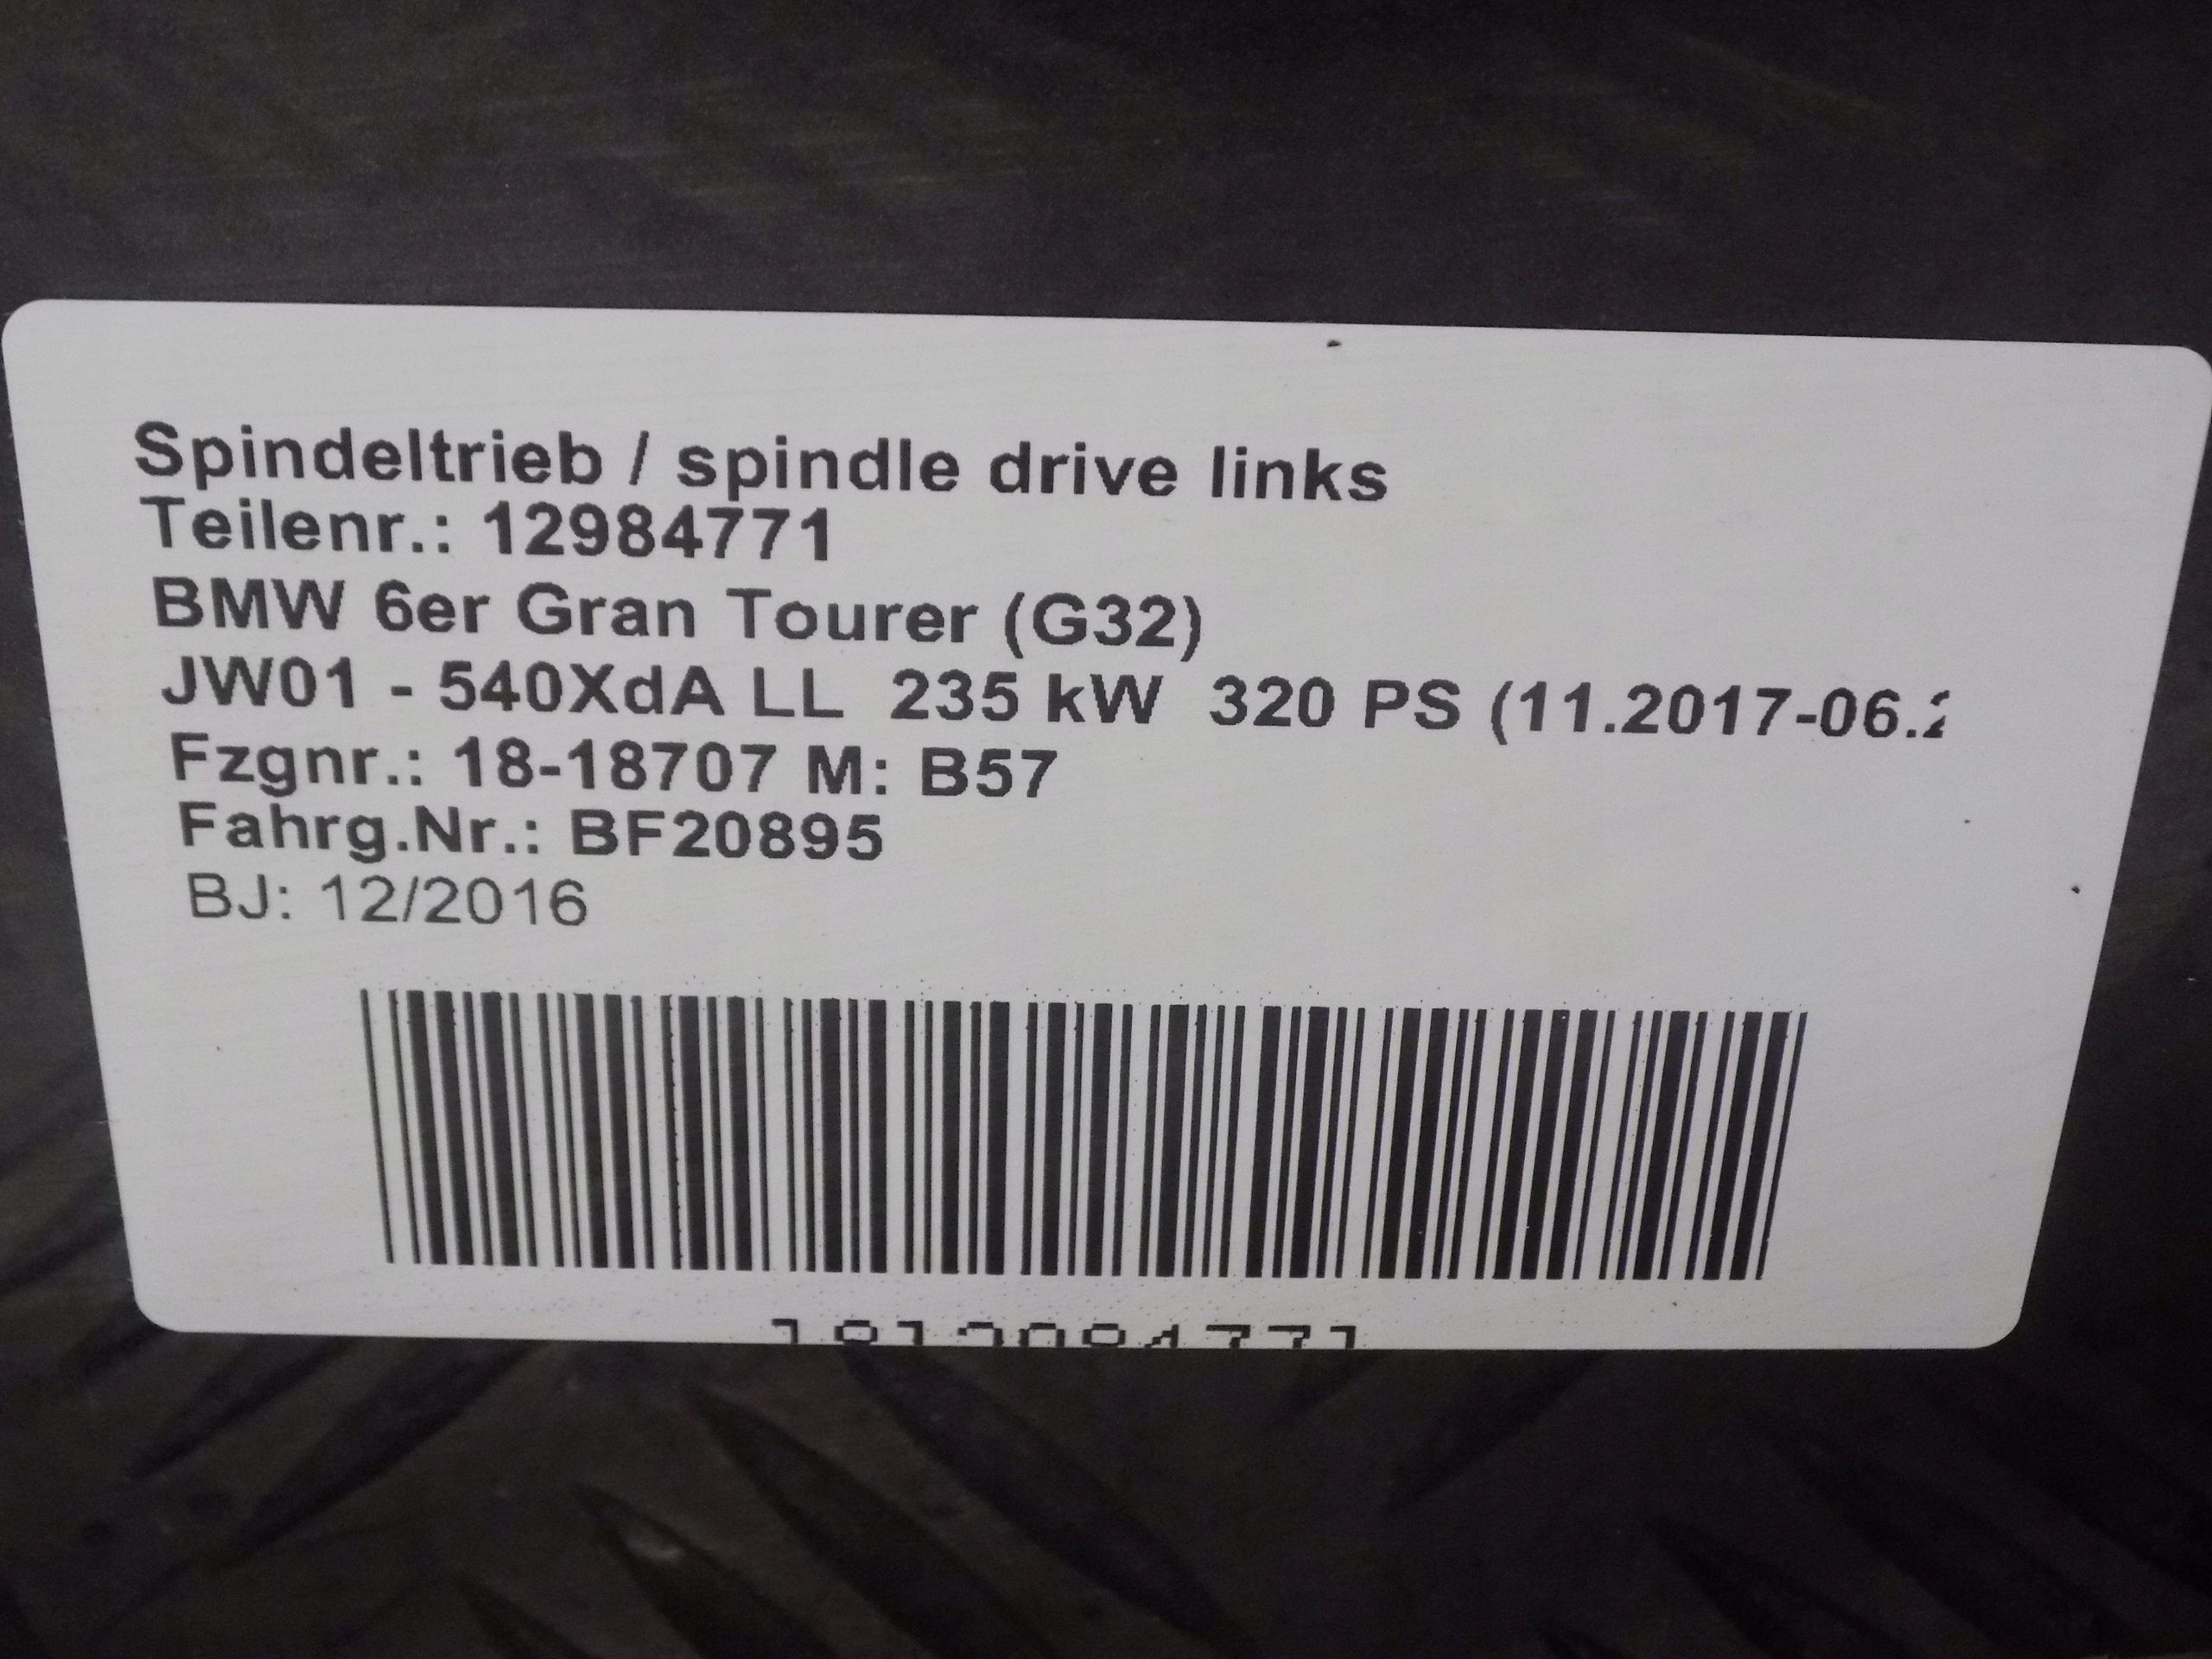 Spindeltrieb / spindle drive links
Teilenr.: 12984771
BMW 6er Gran Tourer (G32)
JW01 - 540XdA LL 235 kW 320 PS (11.2017-06.2
Fzgnr.: 18-18707 M: B57
Fahrg.Nr.: BF20895
BJ: 12/2016